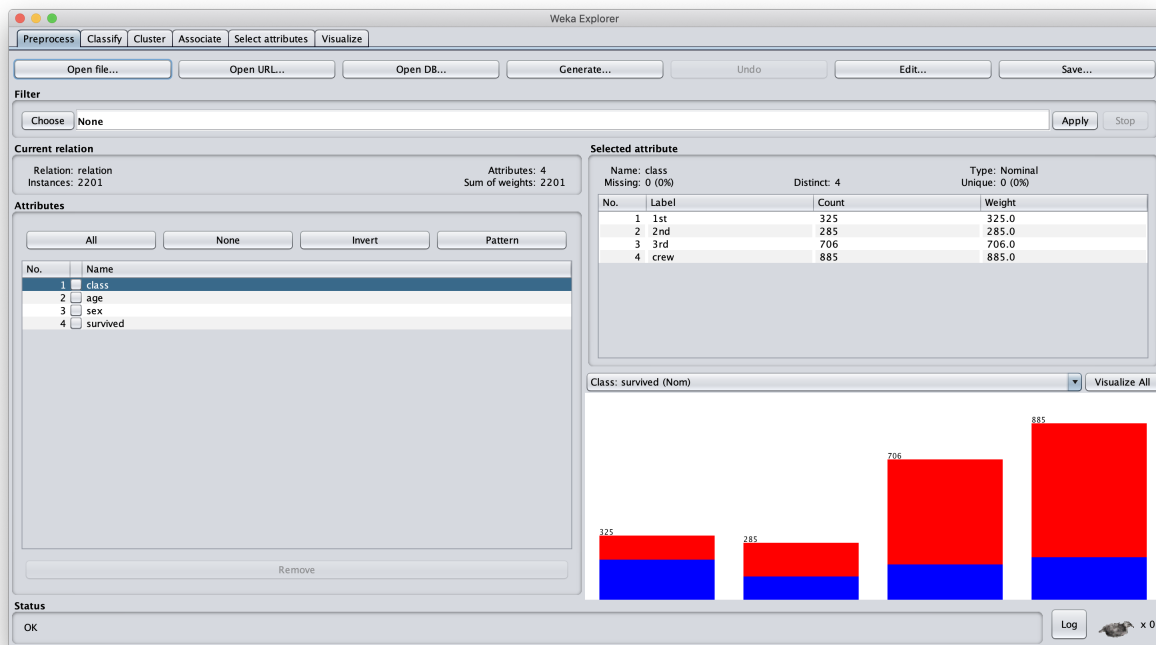 Weka Explorer
Preprocess Classify Cluster Associate Select attributes Visualize
Open file... Open URL... Open DB... Generate... Undo Edit... Save...
Filter
Choose None Apply Stop
Current relation
Relation: relation Attributes: 4
Instances: 2201 Sum of weights: 2201
Attributes
All None Invert Pattern
No. Name
1 class
2 age
3 sex
4 survived
Remove
Selected attribute
Name: class Type: Nominal
Missing: 0 (0%) Distinct: 4 Unique: 0 (0%)
No. Label Count Weight
1 1st 325 325.0
2 2nd 285 285.0
3 3rd 706 706.0
4 crew 885 885.0
Class: survived (Nom) Visualize All
325 285 706 885
Status
OK Log x 0